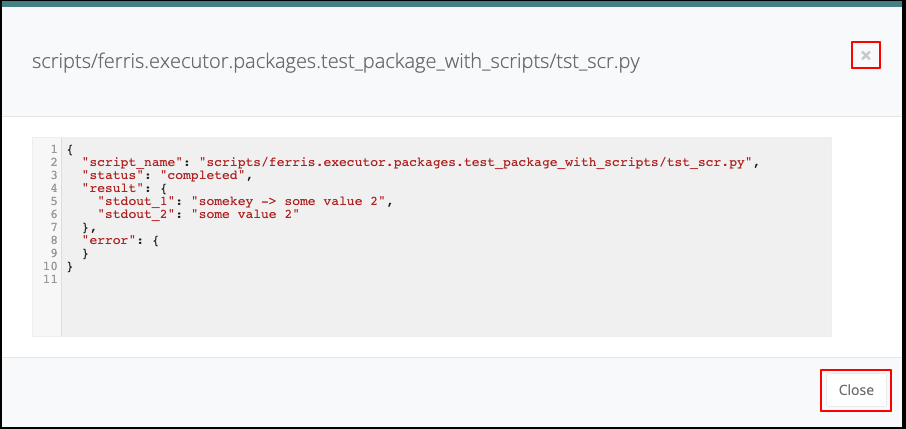 scripts/ferris.executor.packages.test_package_with_scripts/tst_scr.py
×
1 {
2   "script_name": "scripts/ferris.executor.packages.test_package_with_scripts/tst_scr.py",
3   "status": "completed",
4   "result": {
5     "stdout_1": "somekey -> some value 2",
6     "stdout_2": "some value 2"
7   },
8   "error": {
9   }
10 }
11
Close